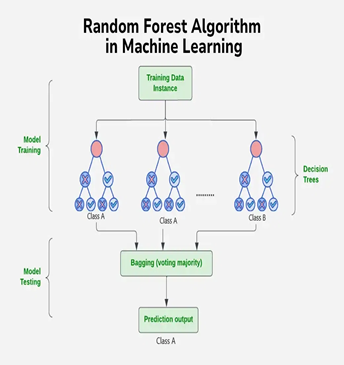 Random Forest Algorithm
in Machine Learning
Training Data
Instance
Model
Training
Decision
Trees
.........
Class A
Class A
Class B
Model
Testing
Bagging (voting majority)
Prediction output
Class A